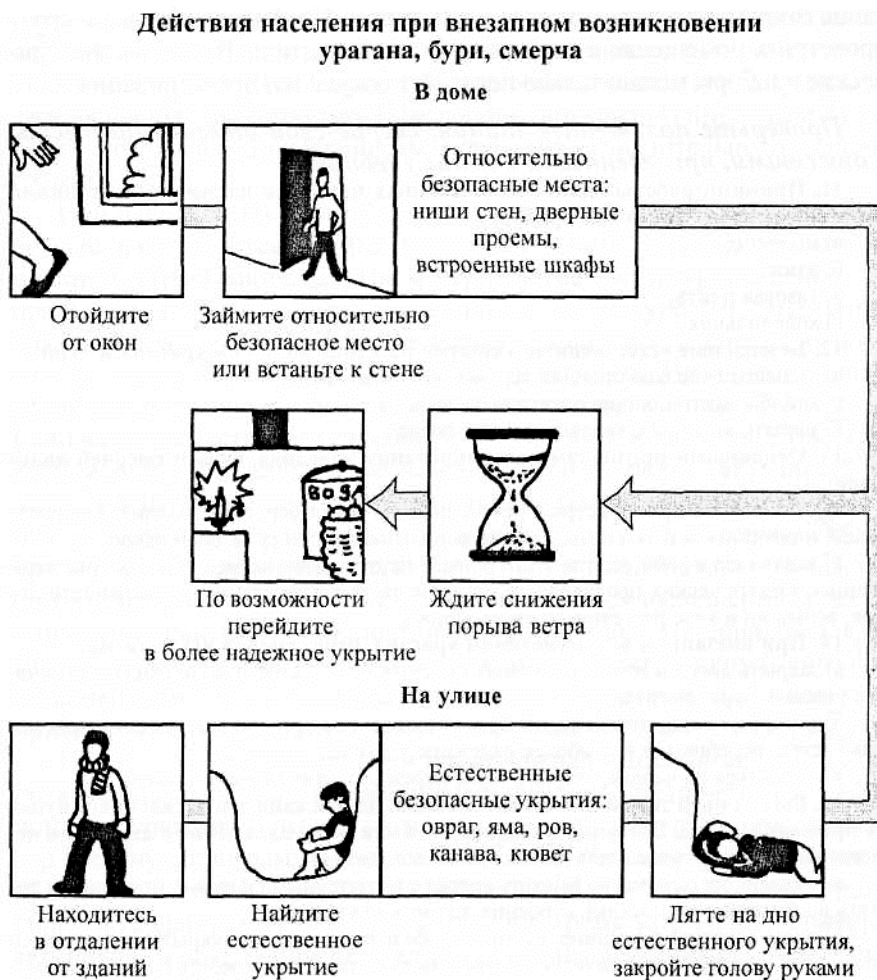 Действия населения при внезапном возникновении
урагана, бури, смерча
В доме
Относительно
безопасные места:
ниши стен, дверные
проемы,
встроенные шкафы
Отойдите
от окон
Займите относительно
безопасное место
или встаньте к стене
По возможности
перейдите
в более надежное укрытие
Ждите снижения
порыва ветра
На улице
Естественные
безопасные укрытия:
овраг, яма, ров,
канава, кювет
Находитесь
в отдалении
от зданий
Найдите
естественное
укрытие
Лягте на дно
естественного укрытия,
закройте голову руками